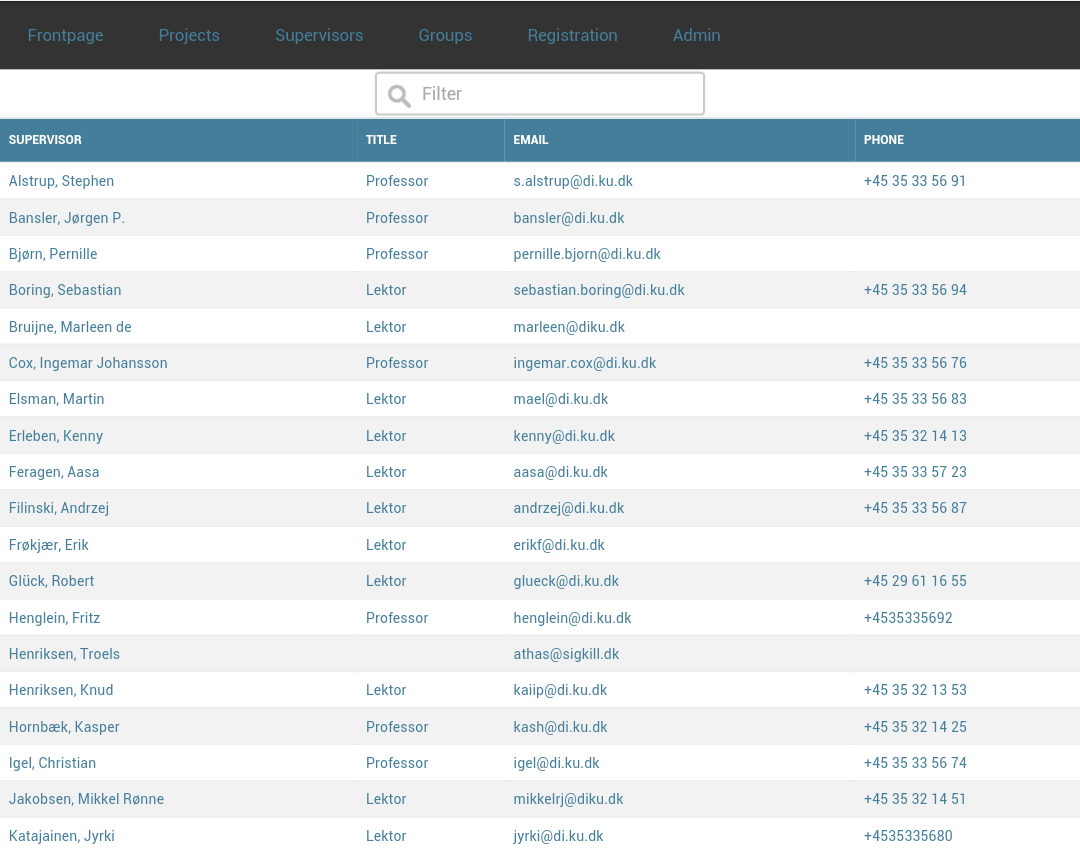 Frontpage Projects Supervisors Groups Registration Admin
Filter
SUPERVISOR TITLE EMAIL PHONE
Alstrup, Stephen Professor s.alstrup@di.ku.dk +45 35 33 56 91
Bansler, Jørgen P. Professor bansler@di.ku.dk
Bjørn, Pernille Professor pernille.bjorn@di.ku.dk
Boring, Sebastian Lektor sebastian.boring@di.ku.dk +45 35 33 56 94
Bruijne, Marleen de Lektor marleen@diku.dk
Cox, Ingemar Johansson Professor ingemar.cox@di.ku.dk +45 35 33 56 76
Elsman, Martin Lektor mael@di.ku.dk +45 35 33 56 83
Erleben, Kenny Lektor kenny@di.ku.dk +45 35 32 14 13
Feragen, Aasa Lektor aasa@di.ku.dk +45 35 33 57 23
Filinski, Andrzej Lektor andrzej@di.ku.dk +45 35 33 56 87
Frøkjær, Erik Lektor erikf@di.ku.dk
Glück, Robert Lektor glueck@di.ku.dk +45 29 61 16 55
Henglein, Fritz Professor henglein@di.ku.dk +4535335692
Henriksen, Troels athas@sigkill.dk
Henriksen, Knud Lektor kaiip@di.ku.dk +45 35 32 13 53
Hornbæk, Kasper Professor kash@di.ku.dk +45 35 32 14 25
Igel, Christian Professor igel@di.ku.dk +45 35 33 56 74
Jakobsen, Mikkel Rønne Lektor mikkelrj@diku.dk +45 35 32 14 51
Katajainen, Jyrki Lektor jyrki@di.ku.dk +4535335680